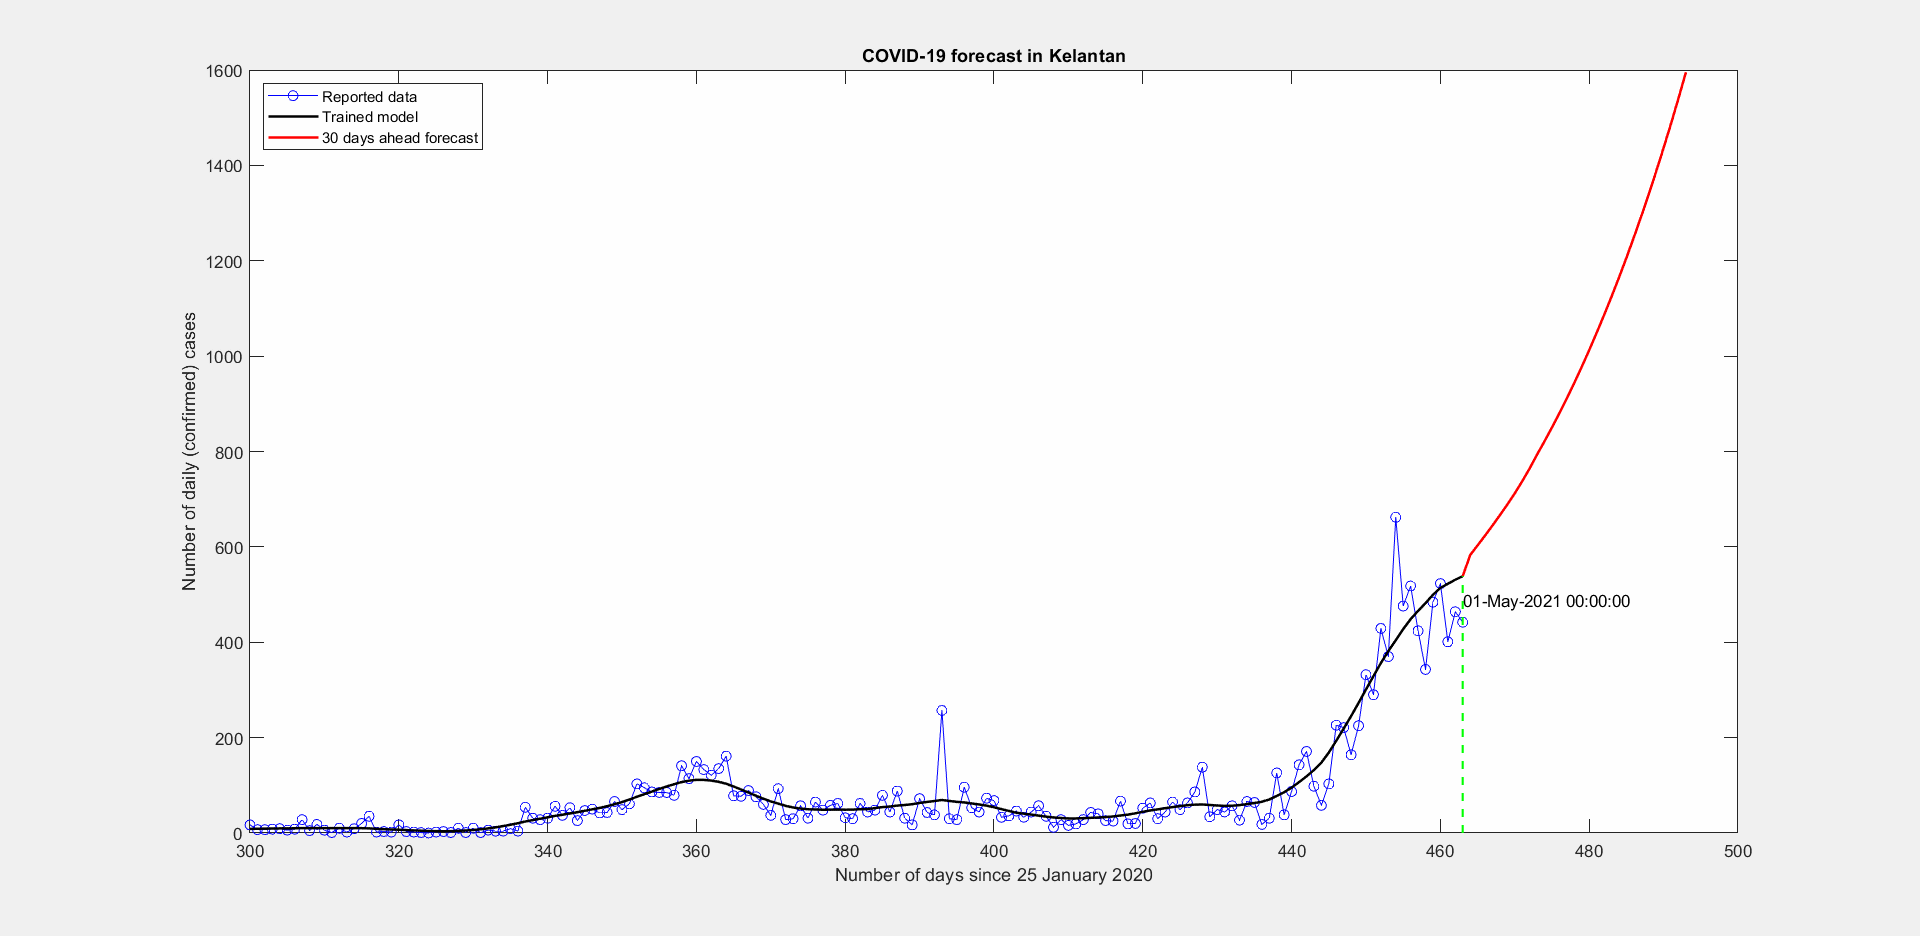 COVID-19 forecast in Kelantan
1600
1400
1200
1000
800
600
400
200
0
Number of daily (confirmed) cases
Reported data
Trained model
30 days ahead forecast
01-May-2021 00:00:00
300 320 340 360 380 400 420 440 460 480 500
Number of days since 25 January 2020